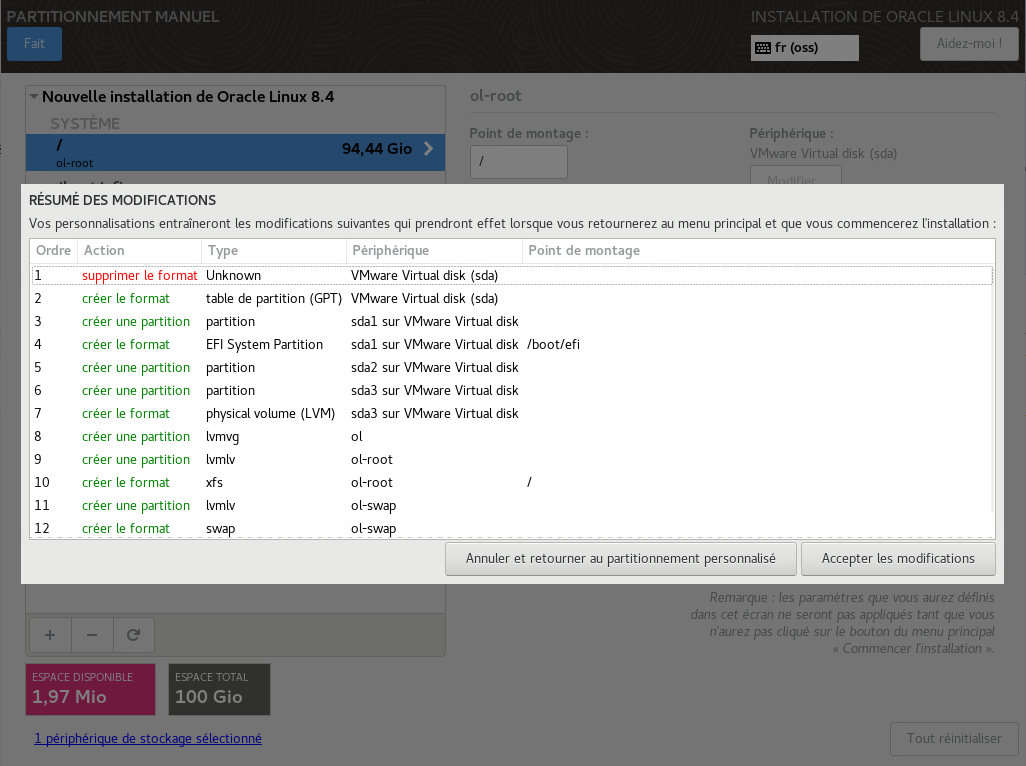 PARTITIONNEMENT MANUEL
INSTALLATION DE ORACLE LINUX 8.4
Fait
fr (oss)
Aidez-moi !
Nouvelle installation de Oracle Linux 8.4
SYSTÈME
/
ol-root
94,44 Gio
ol-root
Point de montage :
/
Périphérique :
VMware Virtual disk (sda)
Modifier
RÉSUMÉ DES MODIFICATIONS
Vos personnalisations entraîneront les modifications suivantes qui prendront effet lorsque vous retournerez au menu principal et que vous commencerez l'installation :
Ordre Action Type Périphérique Point de montage
1 supprimer le format Unknown VMware Virtual disk (sda)
2 créer le format table de partition (GPT) VMware Virtual disk (sda)
3 créer une partition partition sda1 sur VMware Virtual disk
4 créer le format EFI System Partition sda1 sur VMware Virtual disk /boot/efi
5 créer une partition partition sda2 sur VMware Virtual disk
6 créer une partition partition sda3 sur VMware Virtual disk
7 créer le format physical volume (LVM) sda3 sur VMware Virtual disk
8 créer une partition lvmvg ol
9 créer une partition lvmlv ol-root
10 créer le format xfs ol-root /
11 créer une partition lvmlv ol-swap
12 créer le format swap ol-swap
Annuler et retourner au partitionnement personnalisé
Accepter les modifications
Remarque : les paramètres que vous aurez définis
dans cet écran ne seront pas appliqués tant que vous
n'aurez pas cliqué sur le bouton du menu principal
« Commencer l'installation ».
+ −
ESPACE DISPONIBLE
1,97 Mio
ESPACE TOTAL
100 Gio
1 périphérique de stockage sélectionné
Tout réinitialiser